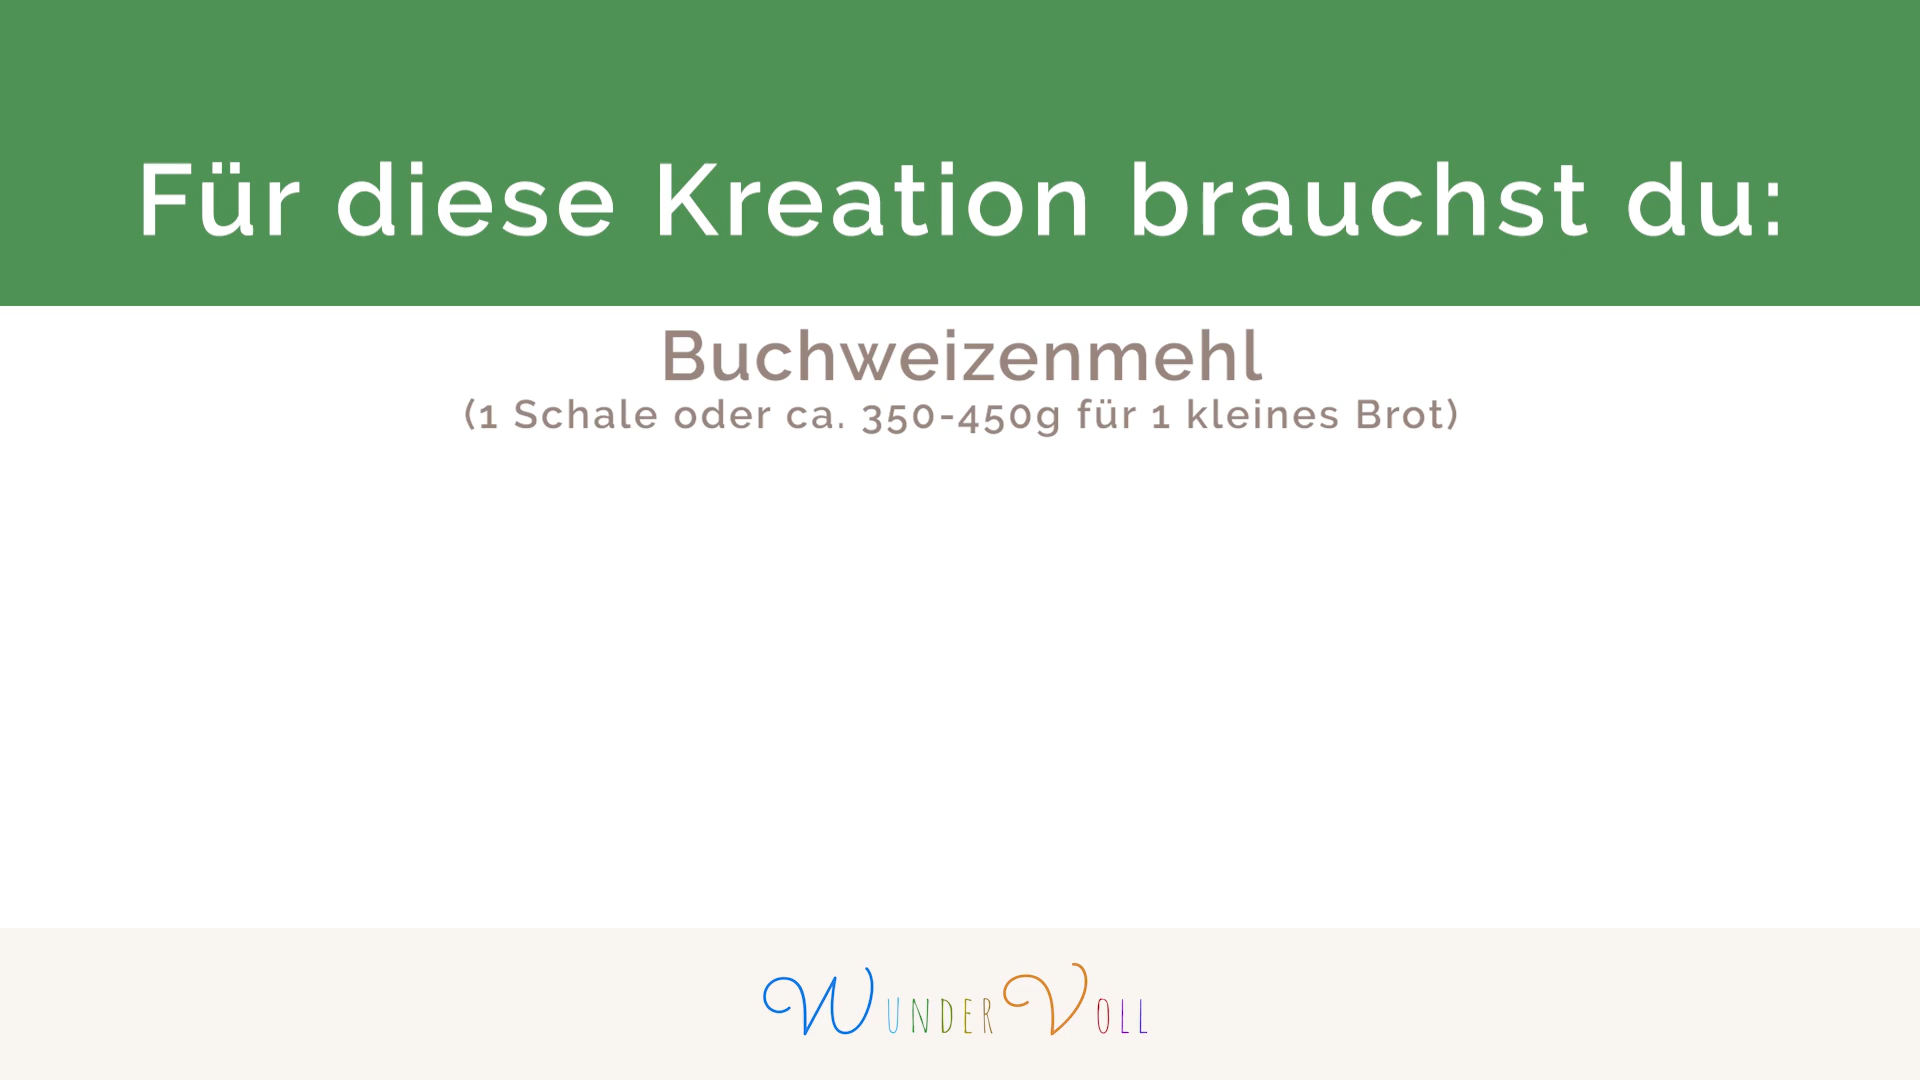 Für diese Kreation brauchst du:
Buchweizenmehl
(1 Schale oder ca. 350-450g für 1 kleines Brot)
WUNDERVOLL